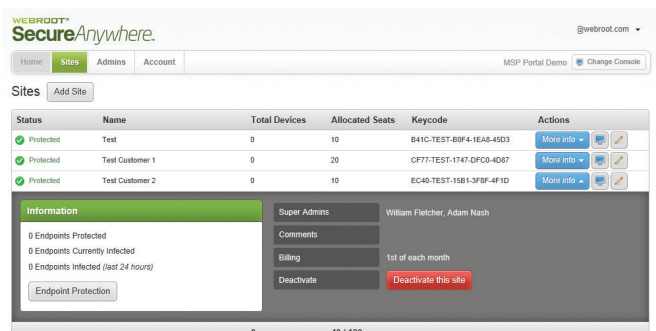 WEBROOT
SecureAnywhere.
@webroot.com
Home Sites Admins Account MSP Portal Demo Change Console
Sites Add Site
Status Name Total Devices Allocated Seats Keycode Actions
Protected Test 0 10 B41C-TEST-B0F4-1EA8-45D3 More info
Protected Test Customer 1 0 20 CF77-TEST-1747-DFC0-4D87 More info
Protected Test Customer 2 0 10 EC40-TEST-15B1-3F8F-4F1D More info
Information Super Admins William Fletcher, Adam Nash
0 Endpoints Protected Comments
0 Endpoints Currently Infected Billing 1st of each month
0 Endpoints Infected (last 24 hours) Deactivate Deactivate this site
Endpoint Protection